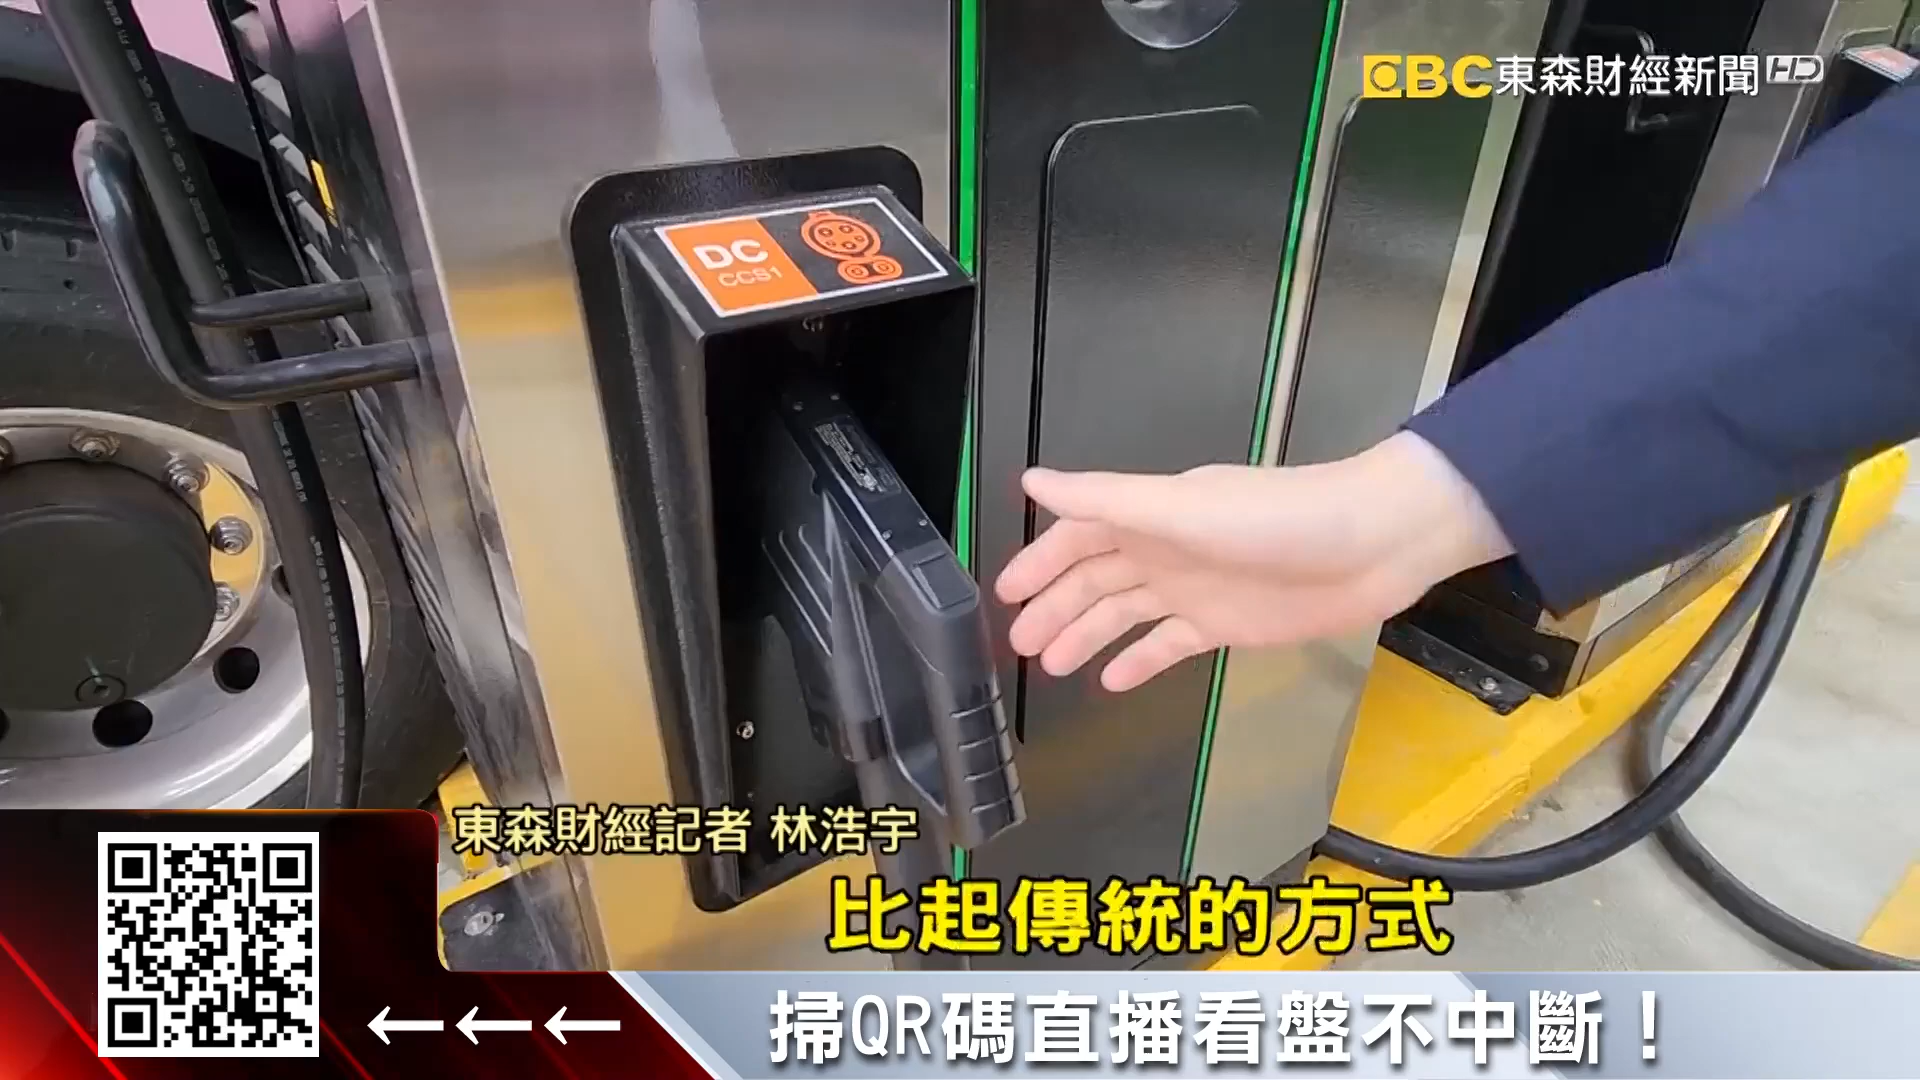 EBC東森財經新聞HD
DC
CCS1
東森財經記者 林浩宇
比起傳統的方式
←←← 掃QR碼直播看盤不中斷！